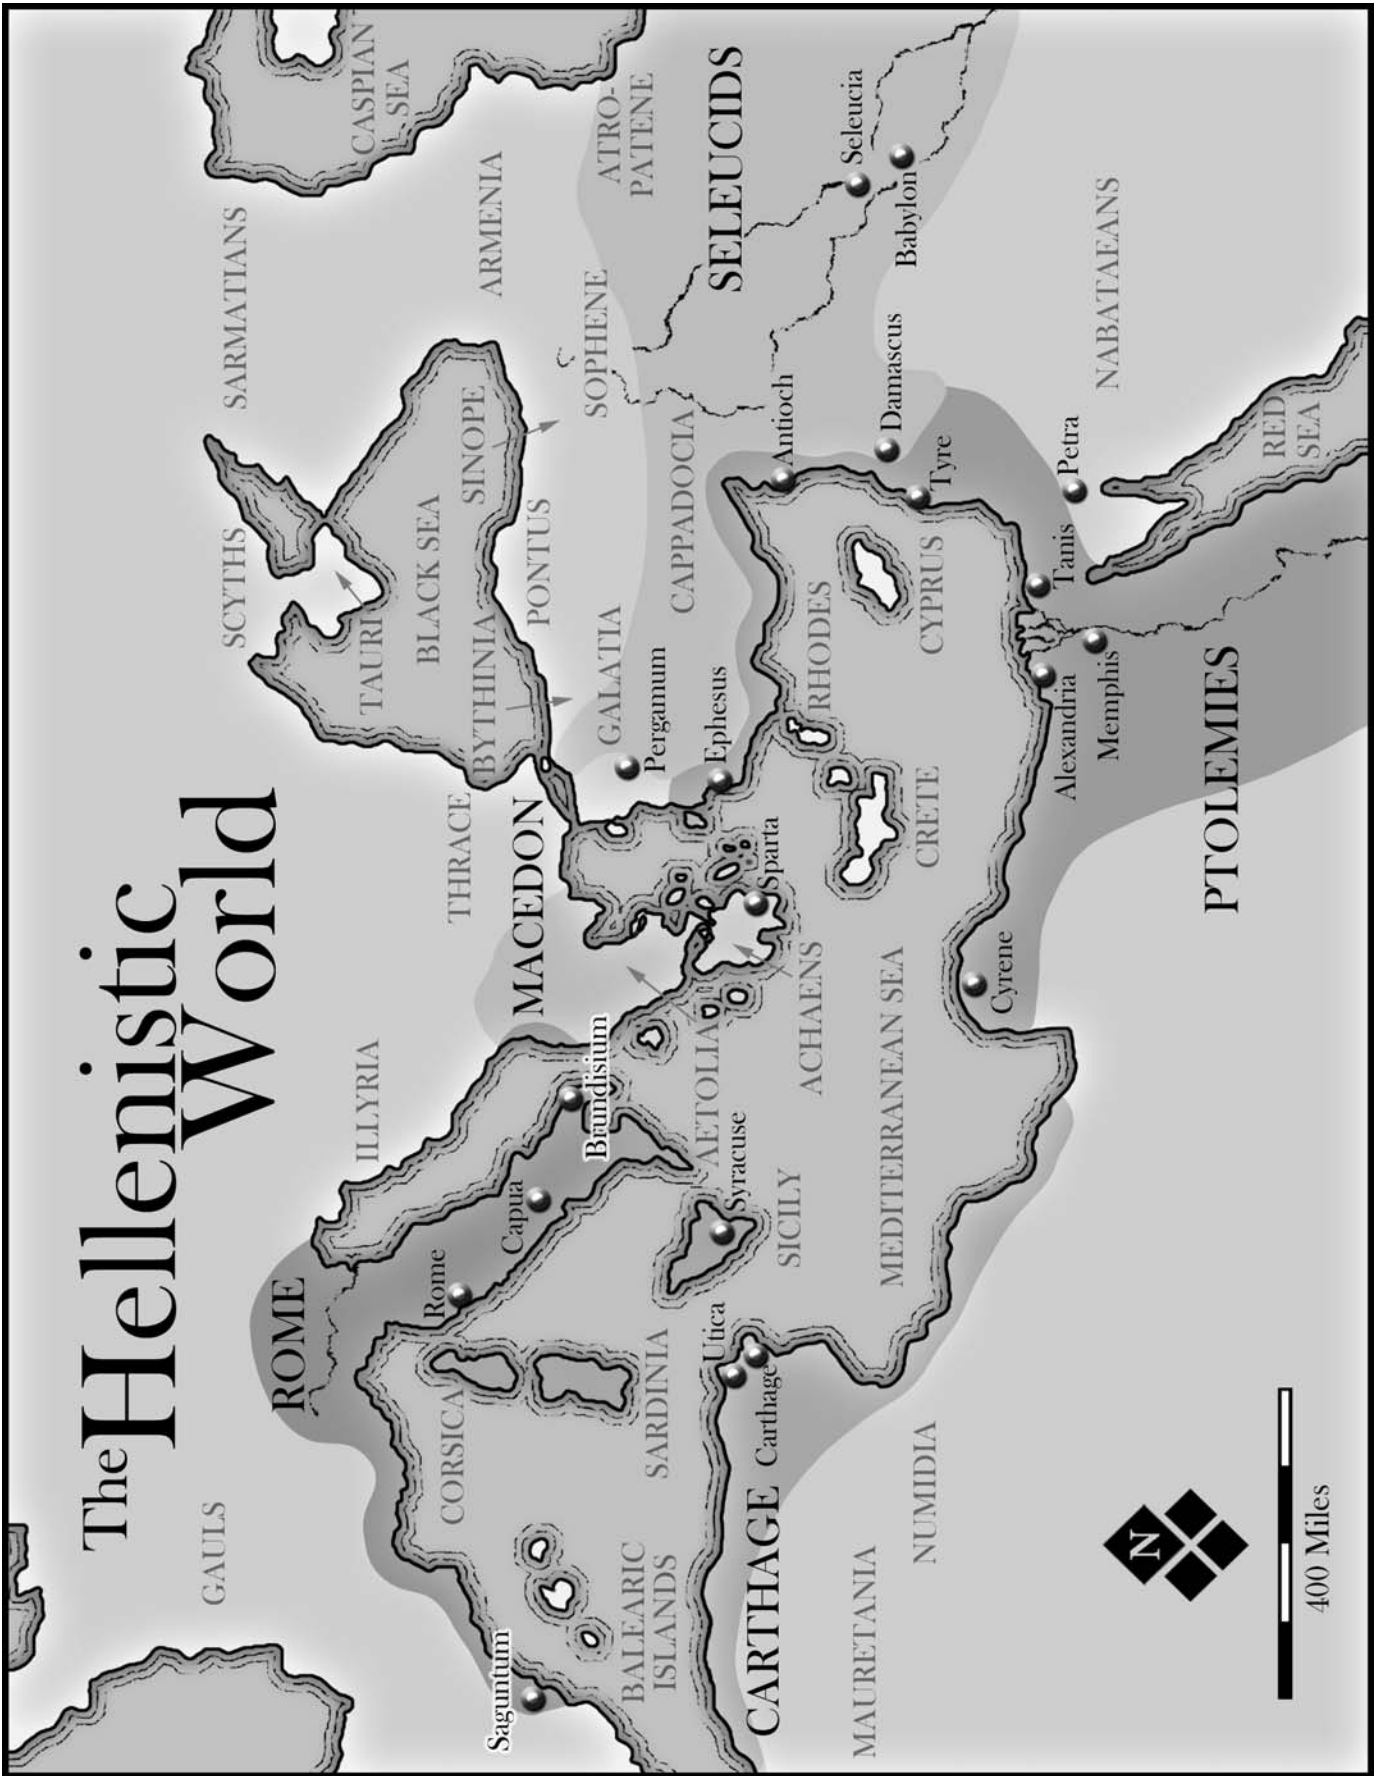 The Hellenistic
World
GAULS
ROME
ILLYRIA
THRACE
MACEDON
SCYTHS
SARMATIANS
TAURI
BLACK SEA
CASPIAN
SEA
BYTHINIA
SINOPE
PONTUS
ARMENIA
GALATIA
SOPHENE
ATRO-
PATENE
CAPPADOCIA
SELEUCIDS
Saguntum
CORSICA
Rome
Capua
Brundisium
Pergamum
Ephesus
Antioch
Seleucia
Babylon
BALEARIC
ISLANDS
SARDINIA
AETOLIA
Syracuse
SICILY
ACHAENS
Sparta
RHODES
CYPRUS
CRETE
Damascus
Tyre
CARTHAGE
Utica
Carthage
MEDITERRANEAN SEA
MAURETANIA
NUMIDIA
Cyrene
Alexandria
Memphis
Tanis
Petra
NABATAEANS
PTOLEMIES
RED
SEA
N
400 Miles